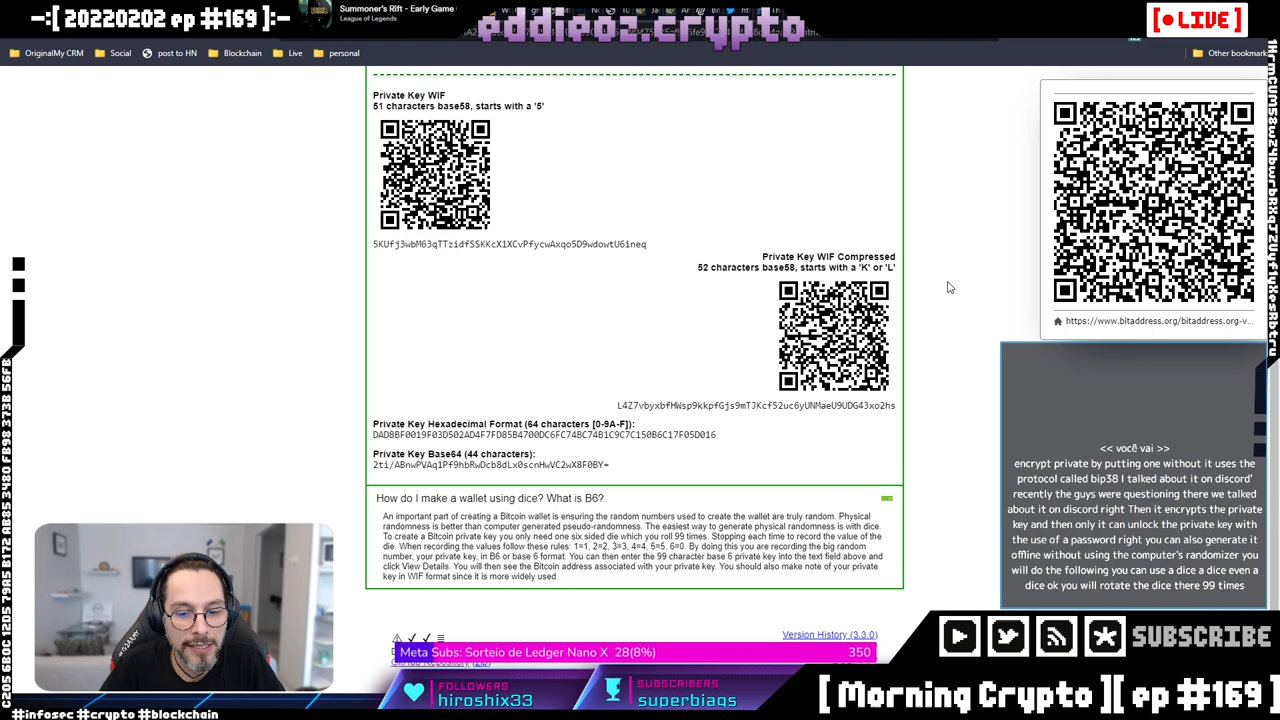 -:[ 20220202 ep #169 ]:-
Summoner's Rift - Early Game
League of Legends
eddieoz.crypto
[● LIVE ]
OriginalMy CRM
Social
post to HN
Blockchain
Live
personal
Other bookmark
Private Key WIF
51 characters base58, starts with a '5'
5KUfj3wbM63qTTzidfSSKKcX1XCvPfycwAxqo5D9wdowtU6ineq
Private Key WIF Compressed
52 characters base58, starts with a 'K' or 'L'
L4Z7vbyxbfHWsp9kkpfGjs9mTJKcf52uc6yUNMaeU9UDG43xo2hs
Private Key Hexadecimal Format (64 characters [0-9A-F]):
DAD8BF0019F03D502AD4F7FD85B4700DC6FC74BC74B1C9C7C150B6C17F05D016
Private Key Base64 (44 characters):
2ti/ABnwPVAq1Pf9hbRwDcb8dLx0scnHwVC2wX8F0BY=
How do I make a wallet using dice? What is B6?
An important part of creating a Bitcoin wallet is ensuring the random numbers used to create the wallet are truly random. Physical
randomness is better than computer generated pseudo-randomness. The easiest way to generate physical randomness is with dice.
To create a Bitcoin private key you only need one six sided die which you roll 99 times. Stopping each time to record the value of the
die. When recording the values follow these rules: 1=1, 2=2, 3=3, 4=4, 5=5, 6=0. By doing this you are recording the big random
number, your private key, in B6 or base 6 format. You can then enter the 99 character base 6 private key into the text field above and
click View Details. You will then see the Bitcoin address associated with your private key. You should also make note of your private
key in WIF format since it is more widely used.
https://www.bitaddress.org/bitaddress.org-v...
<< você vai >>
encrypt private by putting one without it uses the
protocol called bip38 I talked about it on discord'
recently the guys were questioning there we talked
about it on discord right Then it encrypts the private
key and then only it can unlock the private key with
the use of a password right you can also generate it
offline without using the computer's randomizer you
will do the following you can use a dice a dice even a
dice ok you will rotate the dice there 99 times
Version History (3.3.0)
GitHub Repository (zip)
Meta Subs: Sorteio de Ledger Nano X 28(8%)
350
FOLLOWERS
hiroshix33
SUBSCRIBERS
superbiaqs
SUBSCRIBE
[ Morning Crypto ][ ep #169 ]
#infosec #crypto #blockchain